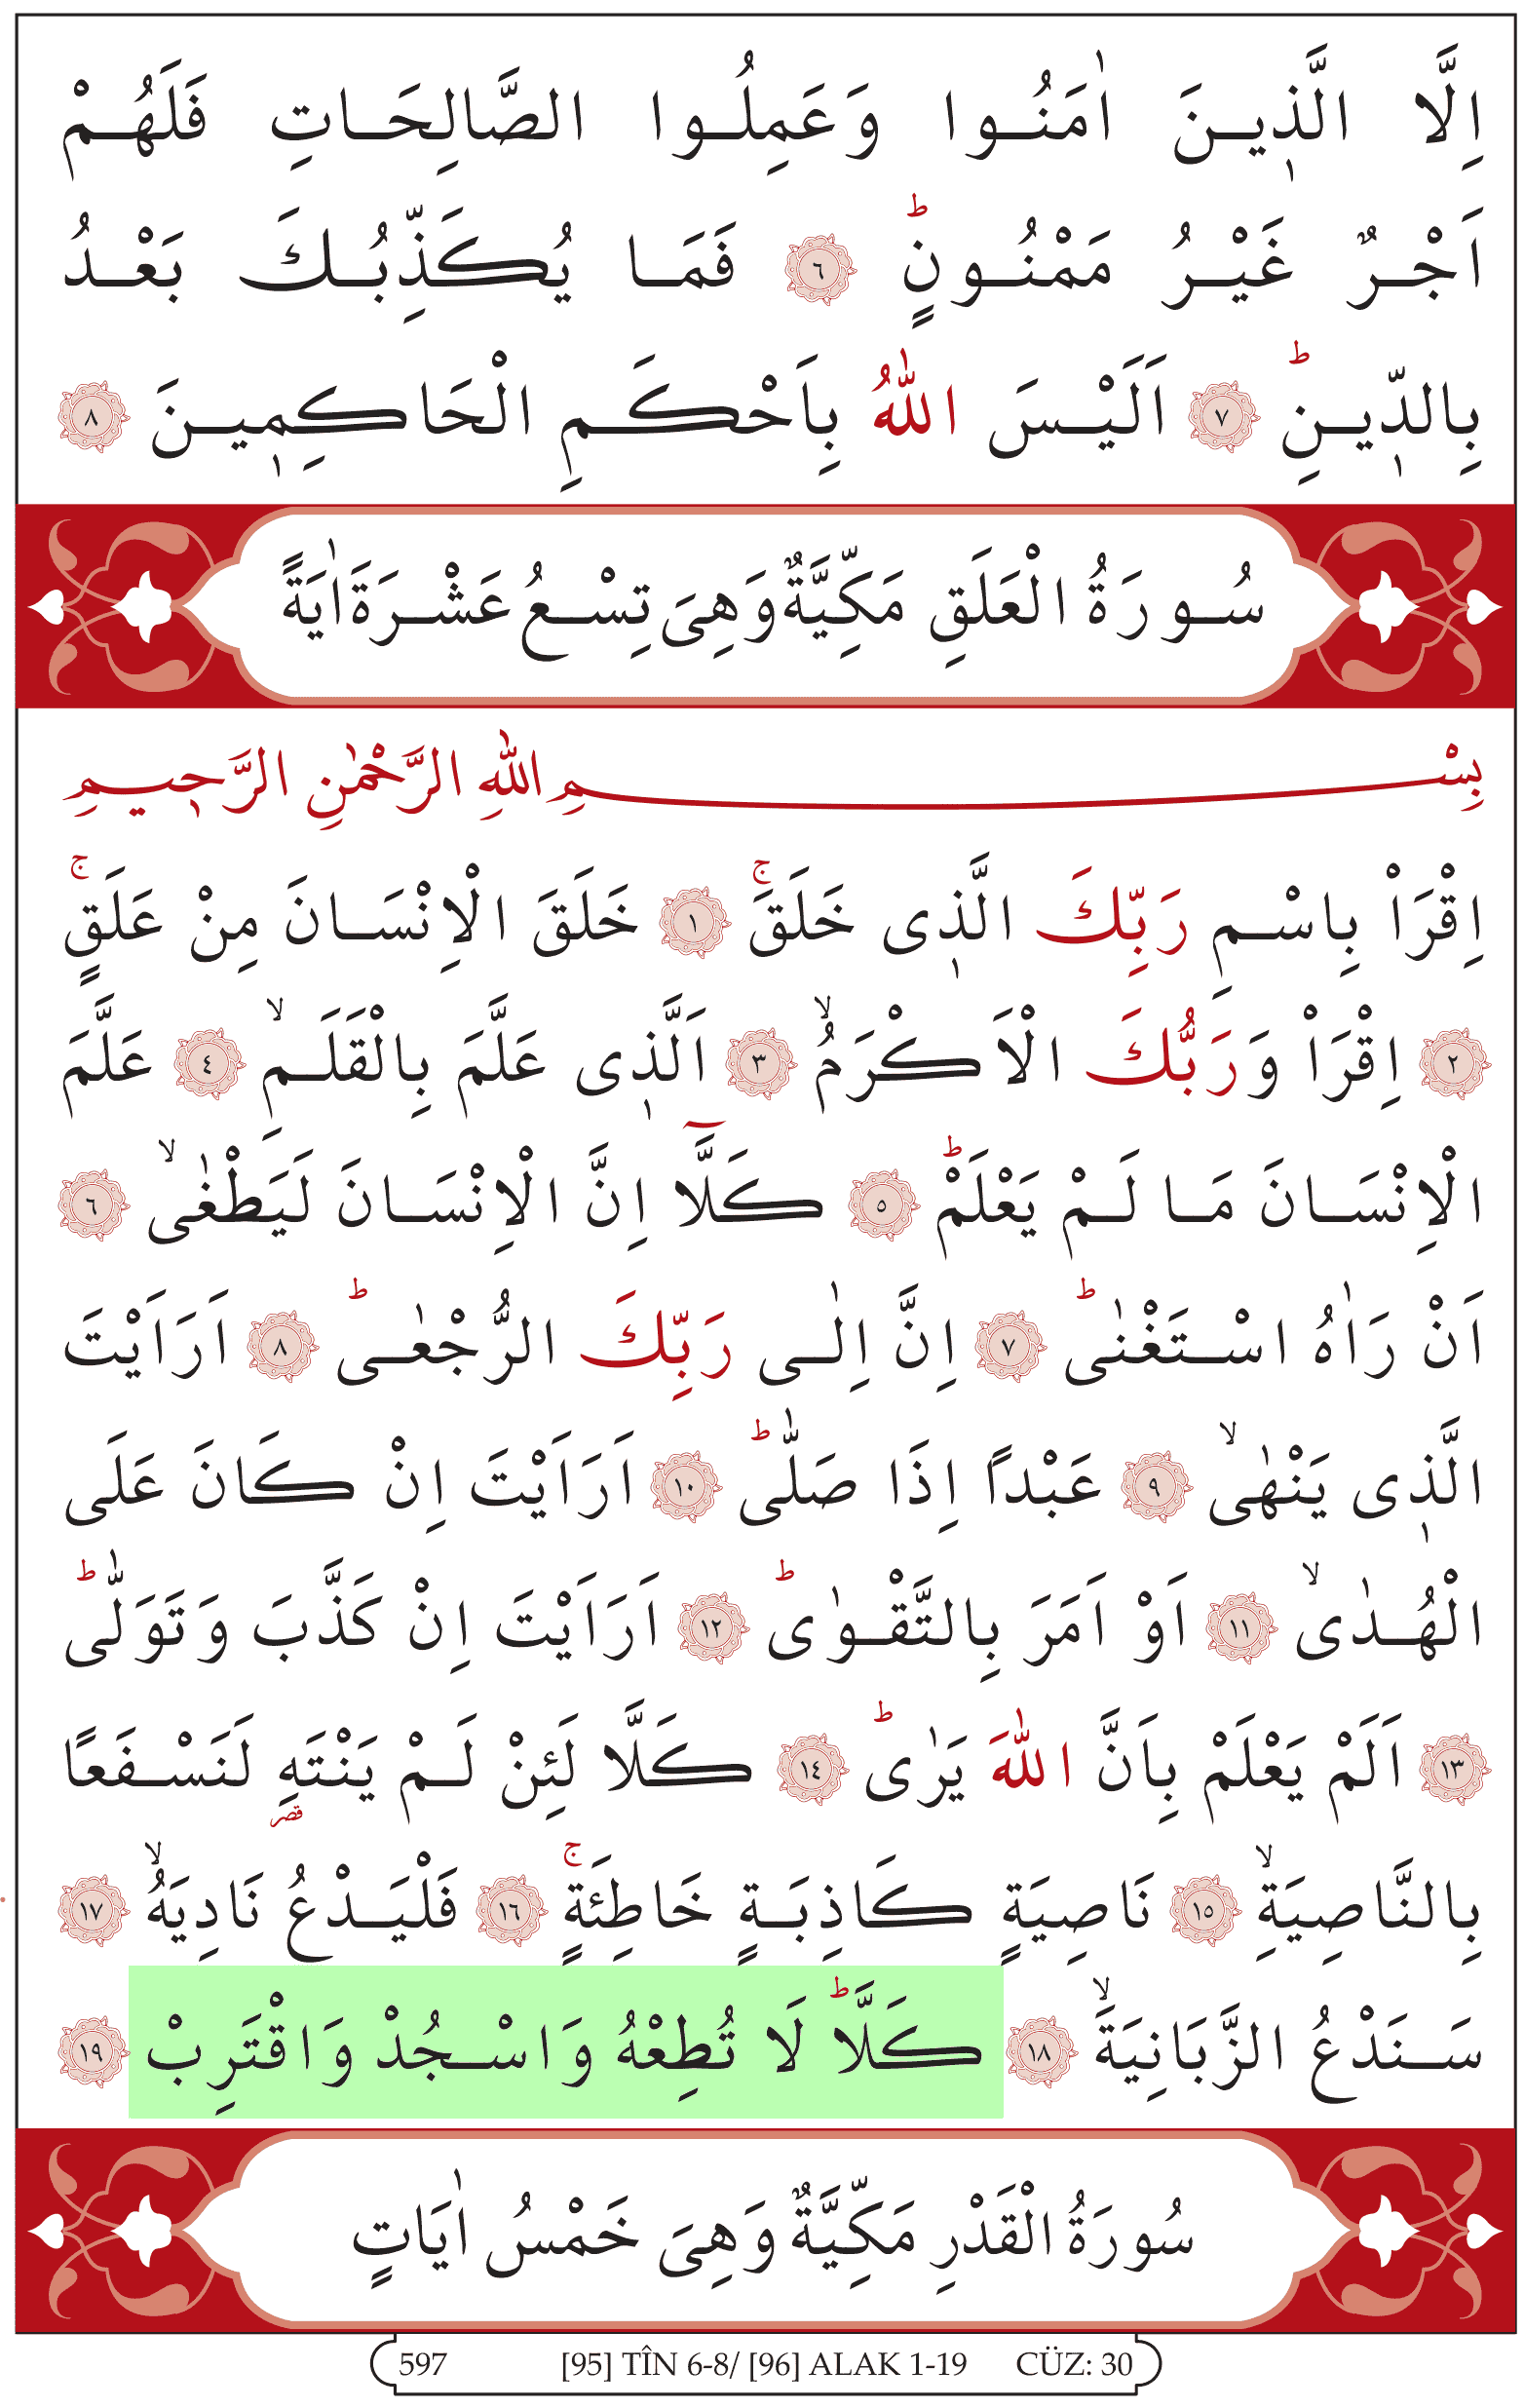 اِلَّا الَّذ۪ينَ اٰمَنُوا وَعَمِلُوا الصَّالِحَاتِ فَلَهُمْ
اَجْرٌ غَيْرُ مَمْنُونٍۜ ﴿٦﴾ فَمَا يُكَذِّبُكَ بَعْدُ
بِالدّ۪ينِۜ ﴿٧﴾ اَلَيْسَ اللّٰهُ بِاَحْكَمِ الْحَاكِم۪ينَ ﴿٨﴾
سُورَةُ الْعَلَقِ مَكِّيَّةٌ وَهِىَ تِسْعُ عَشْرَةَ اٰيَةً
بِسْمِ اللّٰهِ الرَّحْمٰنِ الرَّح۪يمِ
اِقْرَاْ بِاسْمِ رَبِّكَ الَّذ۪ى خَلَقَۚ ﴿١﴾ خَلَقَ الْاِنْسَانَ مِنْ عَلَقٍۚ
﴿٢﴾ اِقْرَاْ وَرَبُّكَ الْاَكْرَمُۙ ﴿٣﴾ اَلَّذ۪ى عَلَّمَ بِالْقَلَمِۙ ﴿٤﴾ عَلَّمَ
الْاِنْسَانَ مَا لَمْ يَعْلَمْۜ ﴿٥﴾ كَلَّٓا اِنَّ الْاِنْسَانَ لَيَطْغٰىۙ ﴿٦﴾
اَنْ رَاٰهُ اسْتَغْنٰىۜ ﴿٧﴾ اِنَّ اِلٰى رَبِّكَ الرُّجْعٰىۜ ﴿٨﴾ اَرَاَيْتَ
الَّذ۪ى يَنْهٰىۙ ﴿٩﴾ عَبْدًا اِذَا صَلّٰىۜ ﴿١٠﴾ اَرَاَيْتَ اِنْ كَانَ عَلَى
الْهُدٰىۙ ﴿١١﴾ اَوْ اَمَرَ بِالتَّقْوٰىۜ ﴿١٢﴾ اَرَاَيْتَ اِنْ كَذَّبَ وَتَوَلّٰىۜ
﴿١٣﴾ اَلَمْ يَعْلَمْ بِاَنَّ اللّٰهَ يَرٰىۜ ﴿١٤﴾ كَلَّا لَئِنْ لَمْ يَنْتَهِ لَنَسْفَعًا
قصر
بِالنَّاصِيَةِۙ ﴿١٥﴾ نَاصِيَةٍ كَاذِبَةٍ خَاطِئَةٍۚ ﴿١٦﴾ فَلْيَدْعُ نَادِيَهُۙ ﴿١٧﴾
سَنَدْعُ الزَّبَانِيَةَۙ ﴿١٨﴾ كَلَّاۜ لَا تُطِعْهُ وَاسْجُدْ وَاقْتَرِبْ ﴿١٩﴾
سُورَةُ الْقَدْرِ مَكِّيَّةٌ وَهِىَ خَمْسُ اٰيَاتٍ
597 [95] TÎN 6-8/ [96] ALAK 1-19 CÜZ: 30